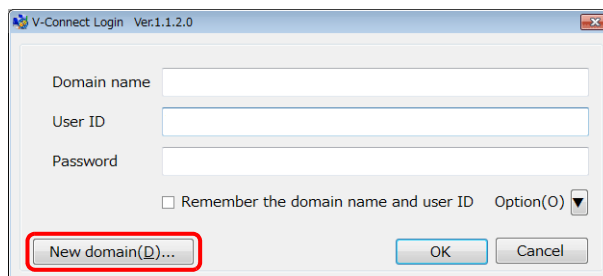 V-Connect Login Ver.1.1.2.0
Domain name
User ID
Password
Remember the domain name and user ID Option(O) ▼
New domain(D)... OK Cancel